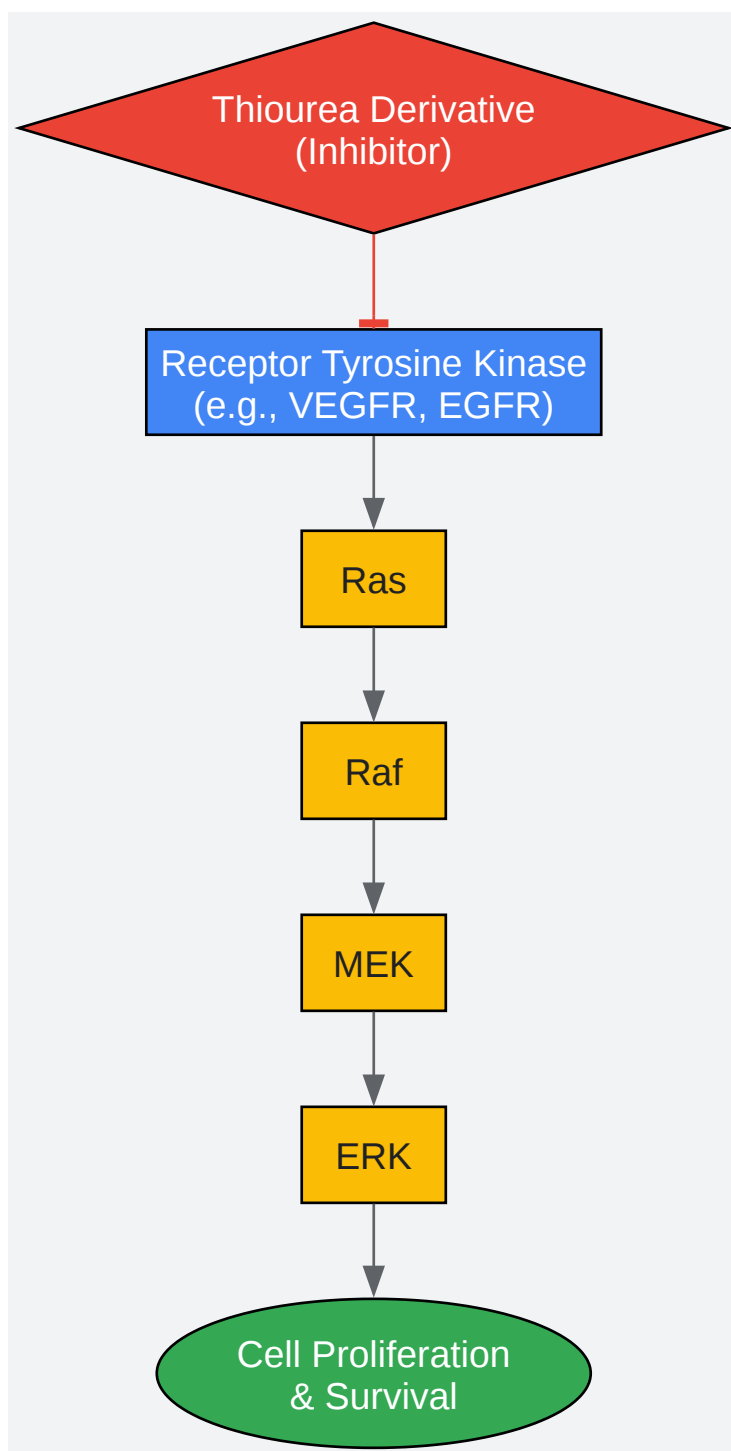 Thiourea Derivative
(Inhibitor)
Receptor Tyrosine Kinase
(e.g., VEGFR, EGFR)
Ras
Raf
MEK
ERK
Cell Proliferation
& Survival